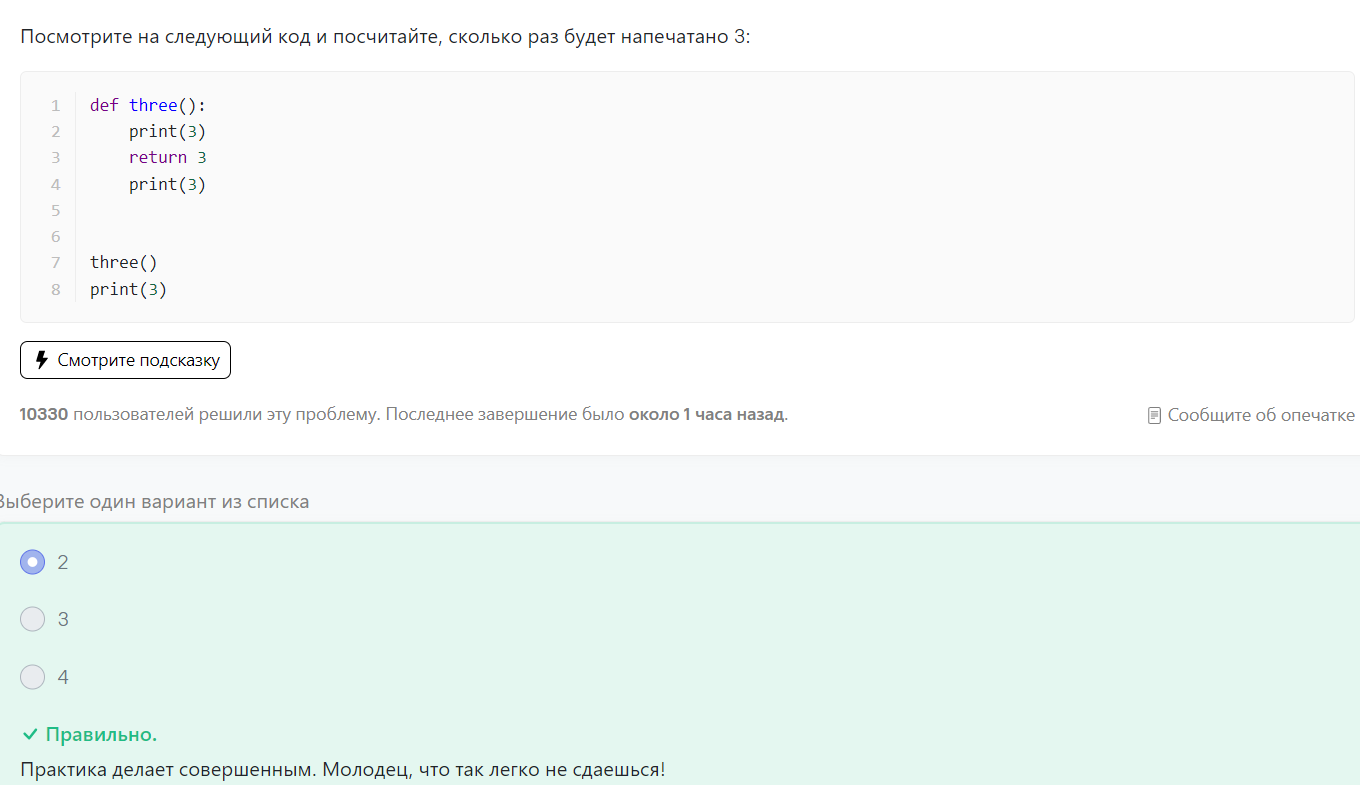 Посмотрите на следующий код и посчитайте, сколько раз будет напечатано 3:
1 def three():
2     print(3)
3     return 3
4     print(3)
5
6
7 three()
8 print(3)
Смотрите подсказку
10330 пользователей решили эту проблему. Последнее завершение было около 1 часа назад.
Сообщите об опечатке
Выберите один вариант из списка
2
3
4
Правильно.
Практика делает совершенным. Молодец, что так легко не сдаешься!